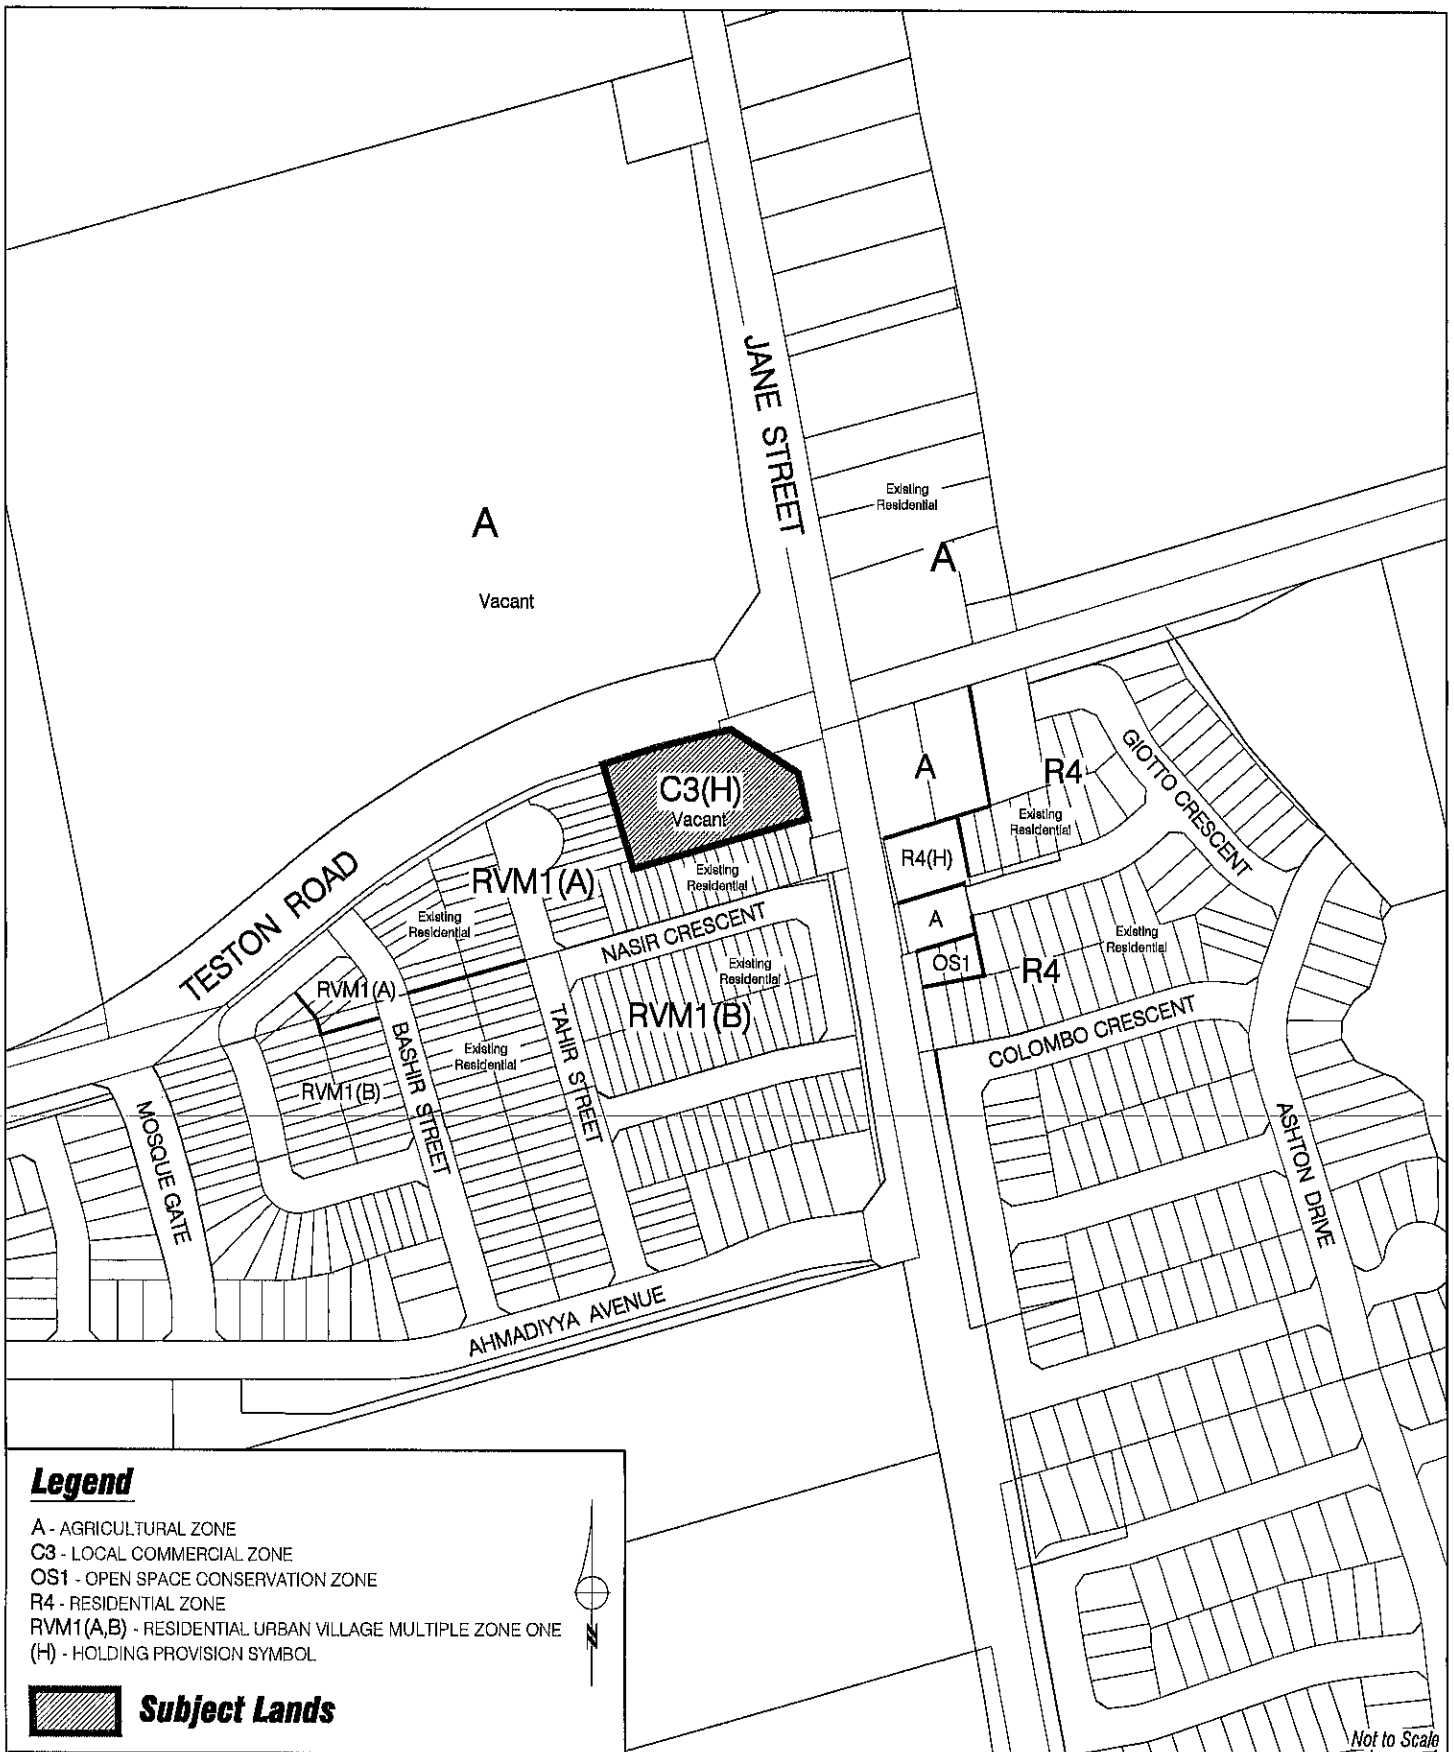 JANE STREET
Existing
Residential
A
A
Vacant
C3(H)
Vacant
A
R4
GIOTTO CRESCENT
Existing
Residential
R4(H)
RVM1(A)
Existing
Residential
TESTON ROAD
Existing
Residential
NASIR CRESCENT
A
Existing
Residential
OS1
R4
RVM1(A)
Existing
Residential
RVM1(B)
TAHIR STREET
BASHIR STREET
Existing
Residential
COLOMBO CRESCENT
RVM1(B)
MOSQUE GATE
ASHTON DRIVE
AHMADIYYA AVENUE
Legend
A - AGRICULTURAL ZONE
C3 - LOCAL COMMERCIAL ZONE
OS1 - OPEN SPACE CONSERVATION ZONE
R4 - RESIDENTIAL ZONE
RVM1(A,B) - RESIDENTIAL URBAN VILLAGE MULTIPLE ZONE ONE
(H) - HOLDING PROVISION SYMBOL
N
Subject Lands
Not to Scale